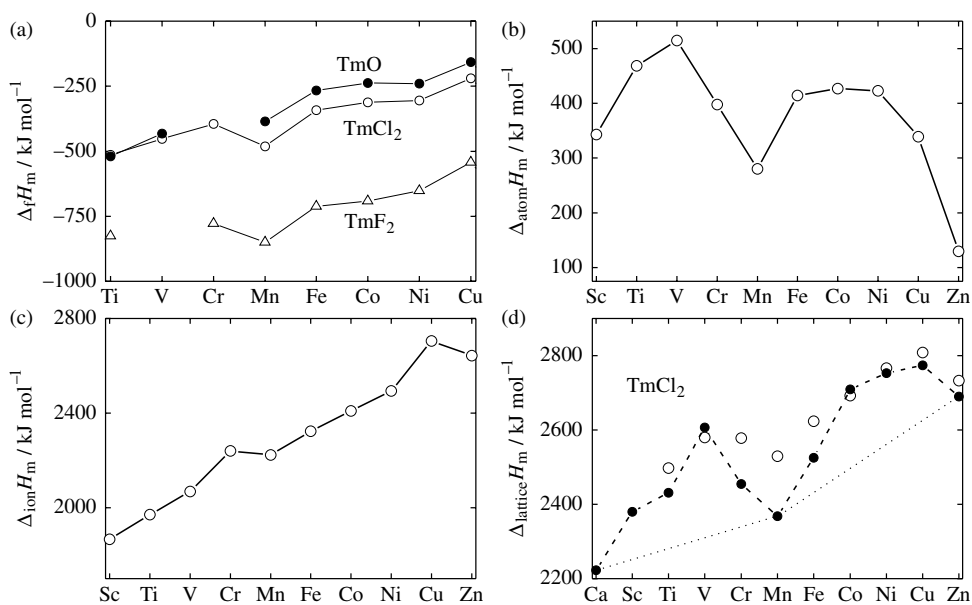 (a)
0
−250
−500
−750
−1000
Δ_fH_m / kJ mol⁻¹
TmO
TmCl₂
TmF₂
Ti V Cr Mn Fe Co Ni Cu
(b)
500
400
300
200
100
Δ_atomH_m / kJ mol⁻¹
Sc Ti V Cr Mn Fe Co Ni Cu Zn
(c)
2800
2400
2000
Δ_ionH_m / kJ mol⁻¹
Sc Ti V Cr Mn Fe Co Ni Cu Zn
(d)
2800
2600
2400
2200
Δ_latticeH_m / kJ mol⁻¹
TmCl₂
Ca Sc Ti V Cr Mn Fe Co Ni Cu Zn